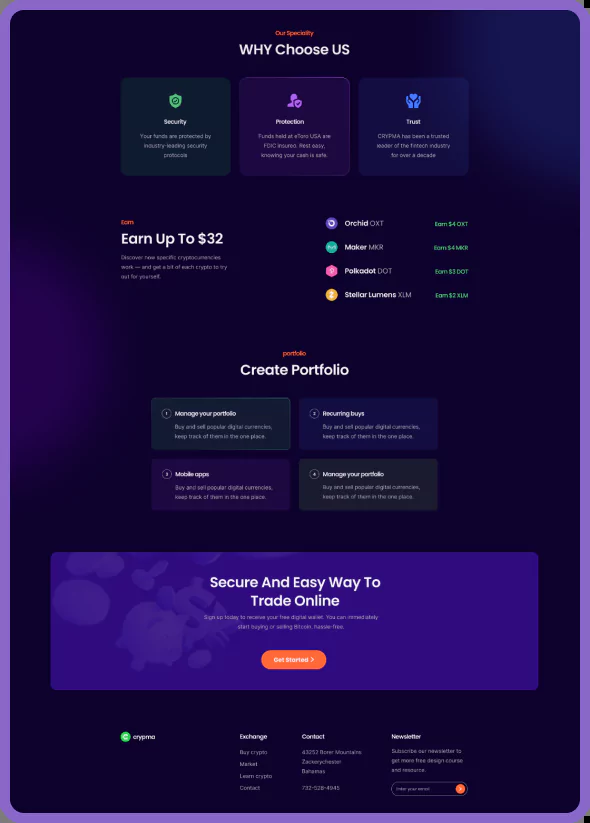 Our Speciality
WHY Choose US
Security
Your funds are protected by
industry-leading security
protocols
Protection
Funds held at eToro USA are
FDIC insured. Rest easy,
knowing your cash is safe.
Trust
CRYPMA has been a trusted
leader of the fintech industry
for over a decade
Earn
Earn Up To $32
Discover new specific cryptocurrencies
work — and get a bit of each crypto to try
out for yourself.
Orchid OXT
Earn $4 OXT
Maker MKR
Earn $4 MKR
Polkadot DOT
Earn $3 DOT
Stellar Lumens XLM
Earn $2 XLM
portfolio
Create Portfolio
1 Manage your portfolio
Buy and sell popular digital currencies,
keep track of them in the one place.
2 Recurring buys
Buy and sell popular digital currencies,
keep track of them in the one place.
3 Mobile apps
Buy and sell popular digital currencies,
keep track of them in the one place.
4 Manage your portfolio
Buy and sell popular digital currencies,
keep track of them in the one place.
Secure And Easy Way To
Trade Online
Sign up today to receive your free digital wallet. You can immediately
start buying or selling Bitcoin, hassle-free.
Get Started
crypma
Exchange
Buy crypto
Market
Learn crypto
Contact
Contact
43252 Borer Mountains
Zackerychester
Bahamas
732-528-4945
Newsletter
Subscribe our newsletter to
get more free design course
and resource.
Enter your email